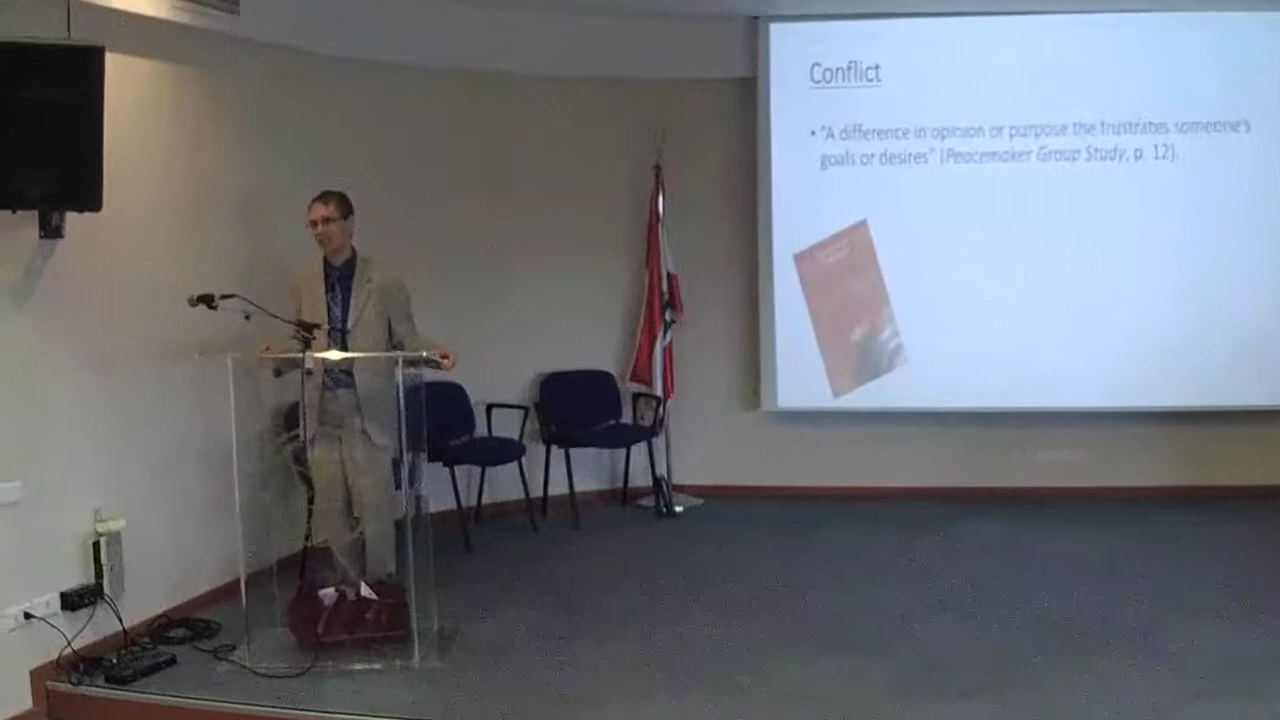 Conflict
• "A difference in opinion or purpose the frustrates someone's
goals or desires" (Peacemaker Group Study, p. 12).